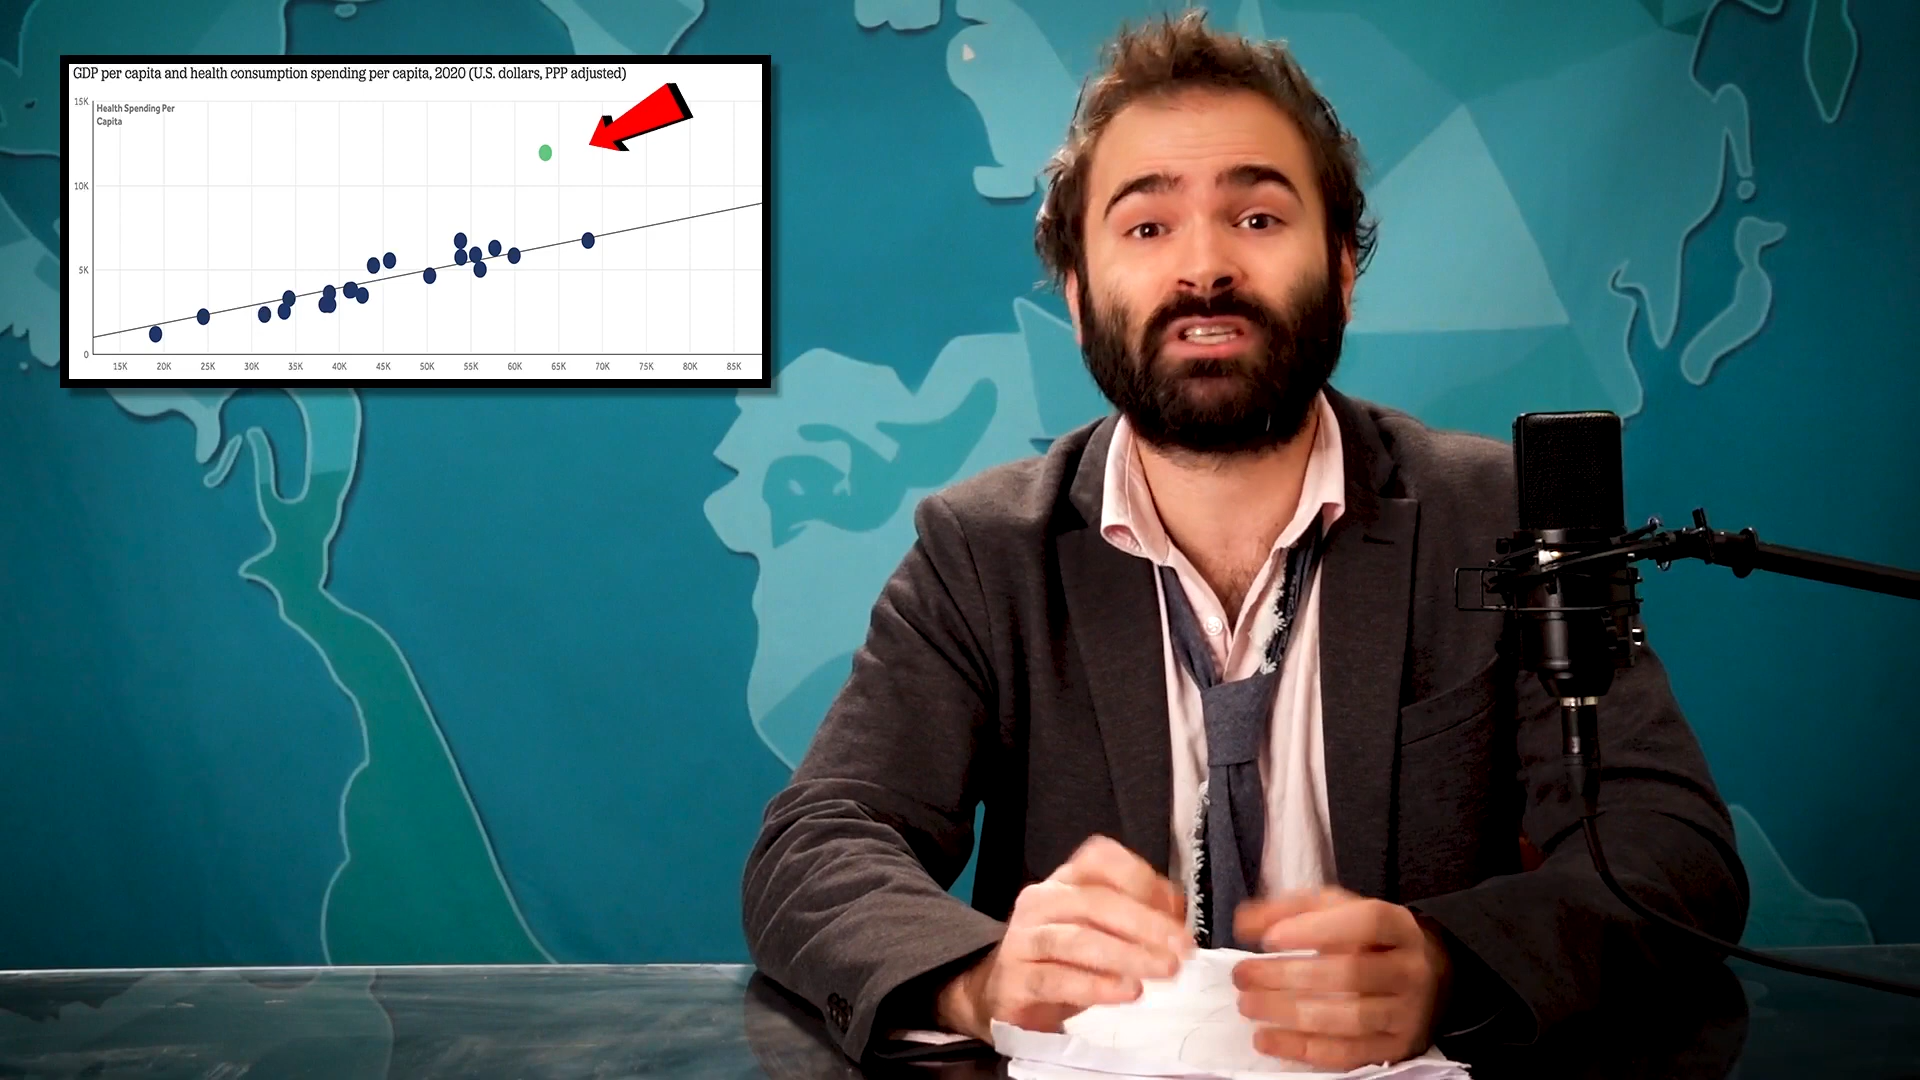 GDP per capita and health consumption spending per capita, 2020 (U.S. dollars, PPP adjusted)
15K
Health Spending Per
Capita
10K
5K
0
15K 20K 25K 30K 35K 40K 45K 50K 55K 60K 65K 70K 75K 80K 85K